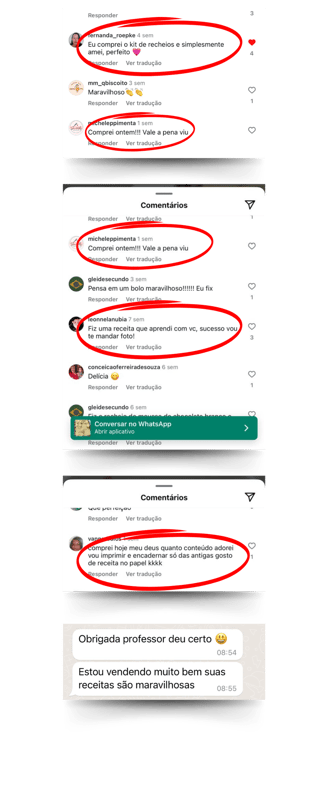 Responder
3
fernanda_roepke 4 sem
Eu comprei o kit de recheios e simplesmente
amei, perfeito 💗
4
Responder Ver tradução
mm_qbiscoito 3 sem
Maravilhoso👏👏
1
Responder Ver tradução
micheleppimenta 1 sem
Comprei ontem!!! Vale a pena viu
Responder Ver tradução
Comentários
Responder Ver tradução
1
micheleppimenta 1 sem
Comprei ontem!!! Vale a pena viu
Responder Ver tradução
gleidesecundo 3 sem
Pensa em um bolo maravilhoso!!!!!! Eu fix
1
Responder Ver tradução
leonnelanubia 7 sem
Fiz uma receita que aprendi com vc, sucesso vou
te mandar foto!
3
Responder Ver tradução
conceicaoferreiradesouza 6 sem
Delícia 😋
1
Responder Ver tradução
gleidesecundo 6 sem
Conversar no WhatsApp
Abrir aplicativo
Responder Ver tradução
Comentários
que perfeição
Responder Ver tradução
comprei hoje meu deus quanto conteúdo adorei
vou imprimir e encadernar só das antigas gosto
de receita no papel kkkk
1
Responder Ver tradução
Obrigada professor deu certo 😃
08:54
Estou vendendo muito bem suas
receitas são maravilhosas
08:55